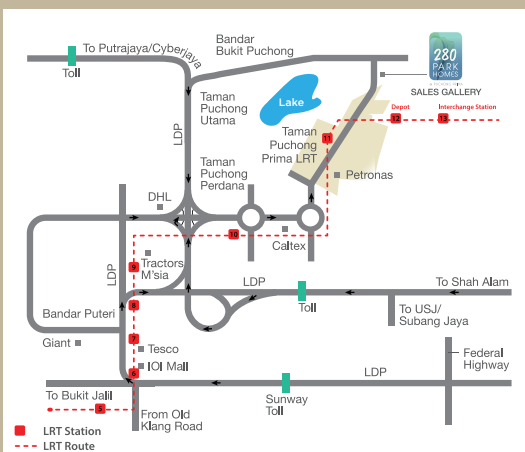 To Putrajaya/Cyberjaya
Toll
Bandar
Bukit Puchong
280
PARK
HOMES
SALES GALLERY
Taman
Puchong
Utama
Lake
LDP
Depot
Interchange Station
12
13
11
Taman
Puchong
Prima LRT
Petronas
Taman
Puchong
Perdana
DHL
10
Caltex
LDP
9
Tractors
M'sia
LDP
To Shah Alam
Toll
8
Bandar Puteri
To USJ/
Subang Jaya
Giant
7
Tesco
IOI Mall
6
Federal
Highway
LDP
To Bukit Jalil
5
Sunway
Toll
From Old
Klang Road
LRT Station
LRT Route